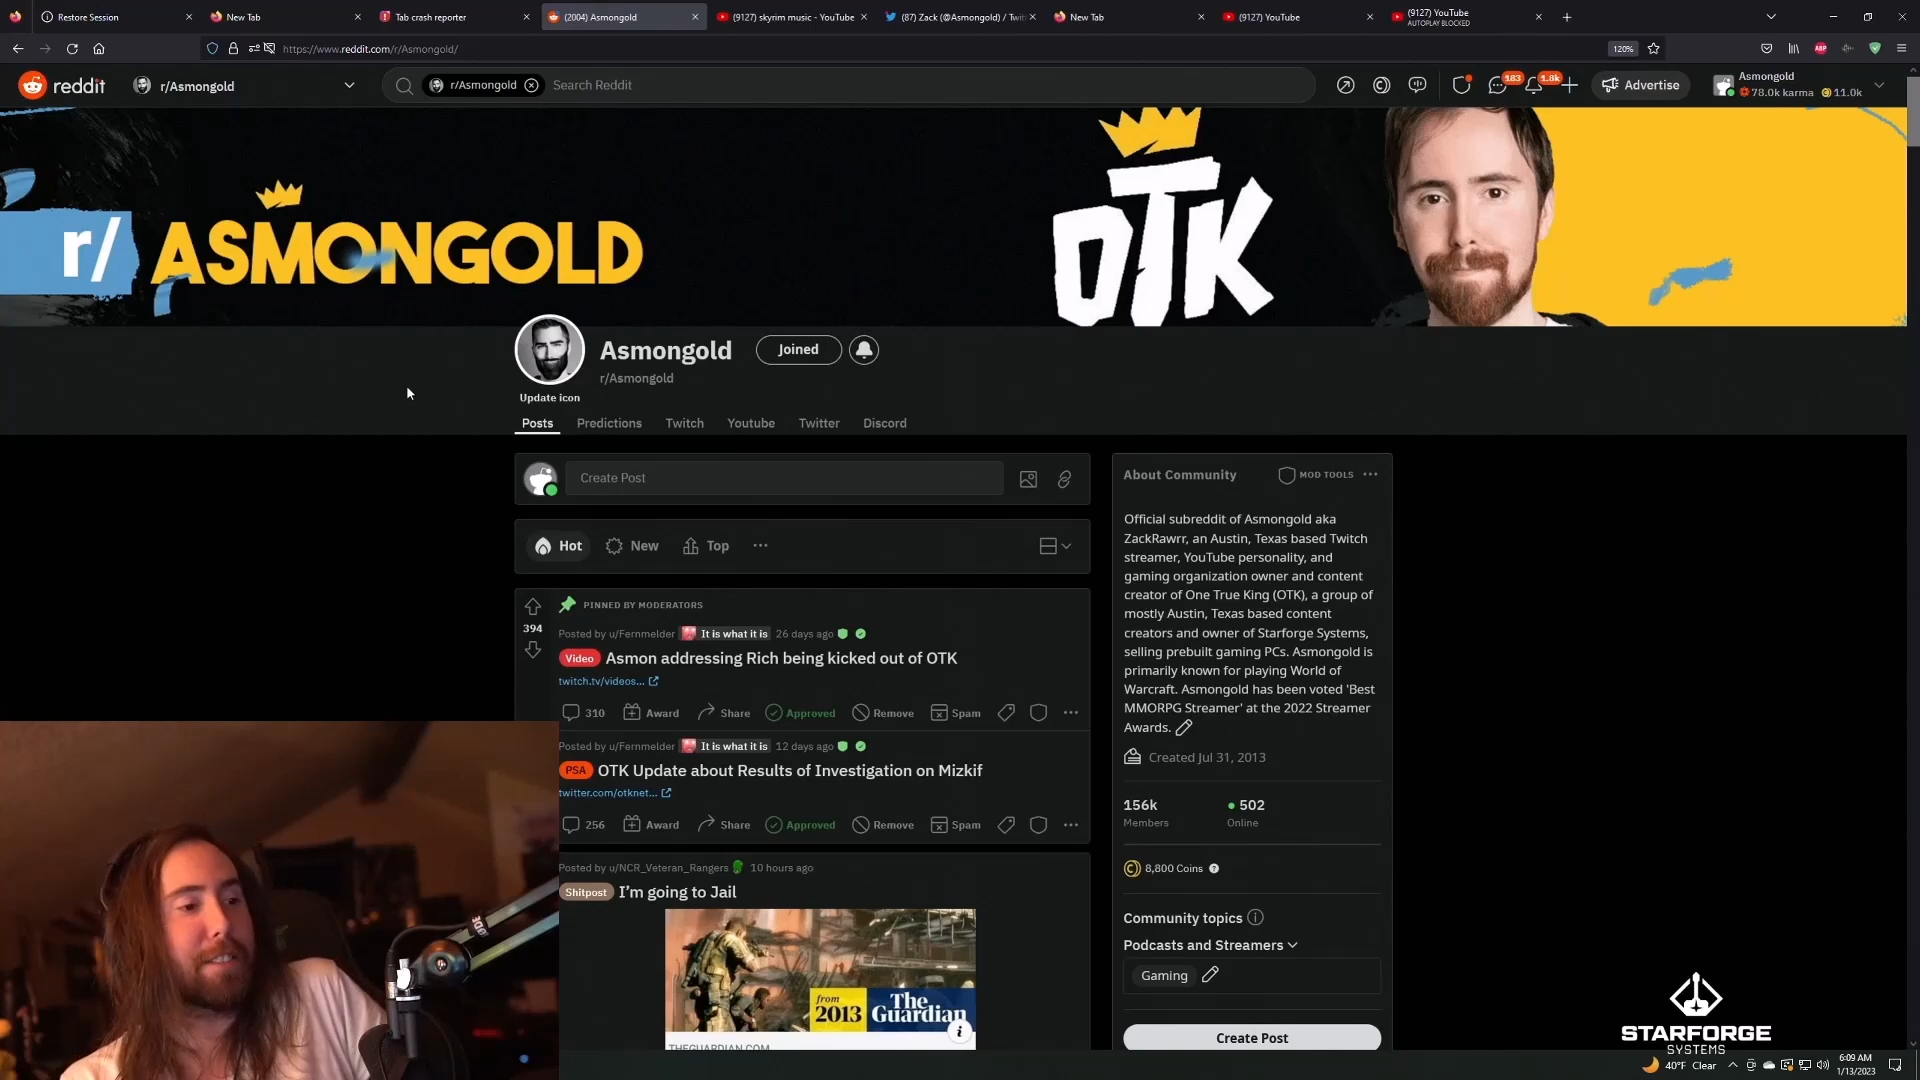 Restore Session
New Tab
Tab crash reporter
(2004) Asmongold
(9127) skyrim music - YouTube
(87) Zack (@Asmongold) / Twit
New Tab
(9127) YouTube
(9127) YouTube
AUTOPLAY BLOCKED
https://www.reddit.com/r/Asmongold/
120%
ABP
reddit
r/Asmongold
r/Asmongold
Search Reddit
183
1.8k
Advertise
Asmongold
78.0k karma
11.0k
r/ ASMONGOLD
OTK
Asmongold
Joined
r/Asmongold
Update icon
Posts
Predictions
Twitch
Youtube
Twitter
Discord
Create Post
Hot
New
Top
PINNED BY MODERATORS
394
Posted by u/Fernmelder It is what it is 26 days ago
Video Asmon addressing Rich being kicked out of OTK
twitch.tv/videos...
310 Award Share Approved Remove Spam
Posted by u/Fernmelder It is what it is 12 days ago
PSA OTK Update about Results of Investigation on Mizkif
twitter.com/otknet...
256 Award Share Approved Remove Spam
Posted by u/NCR_Veteran_Rangers 10 hours ago
Shitpost I'm going to Jail
from
2013
The
Guardian
THEGUARDIAN.COM
About Community
MOD TOOLS
Official subreddit of Asmongold aka
ZackRawrr, an Austin, Texas based Twitch
streamer, YouTube personality, and
gaming organization owner and content
creator of One True King (OTK), a group of
mostly Austin, Texas based content
creators and owner of Starforge Systems,
selling prebuilt gaming PCs. Asmongold is
primarily known for playing World of
Warcraft. Asmongold has been voted 'Best
MMORPG Streamer' at the 2022 Streamer
Awards.
Created Jul 31, 2013
156k
Members
502
Online
8,800 Coins
Community topics
Podcasts and Streamers
Gaming
Create Post
STARFORGE
SYSTEMS
40°F Clear
6:09 AM
1/13/2023